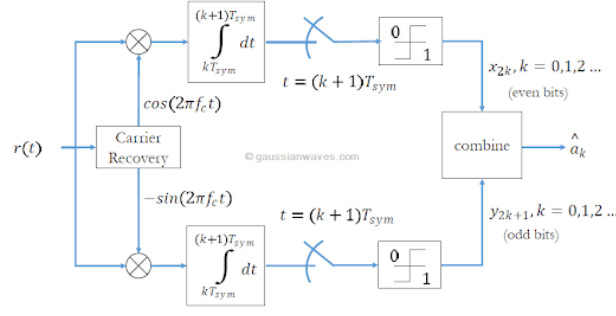 (k+1)T_sym
∫ dt
kT_sym
t = (k + 1)T_sym
0
1
x_2k, k = 0,1,2 ...
(even bits)
cos(2πf_c t)
r(t)
Carrier
Recovery
© gaussianwaves.com
combine
â_k
−sin(2πf_c t)
t = (k + 1)T_sym
y_2k+1, k = 0,1,2 ...
(odd bits)
(k+1)T_sym
∫ dt
kT_sym
0
1